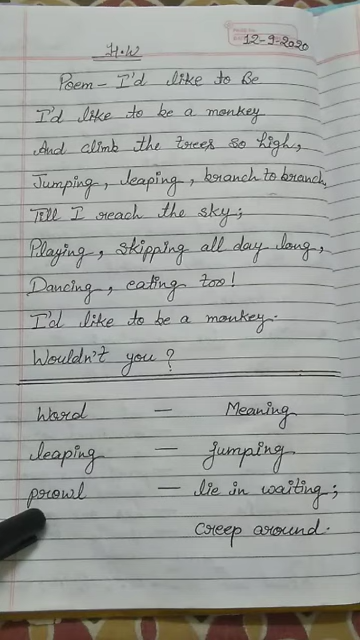 12-9-2020
H.W
Poem- I'd like to Be
I'd like to be a monkey
And climb the trees so high,
Jumping, leaping, branch to branch,
Till I reach the sky;
Playing, skipping all day long,
Dancing, eating too!
I'd like to be a monkey.
Wouldn't you?
Word — Meaning
leaping — jumping
prowl — lie in waiting;
creep around.